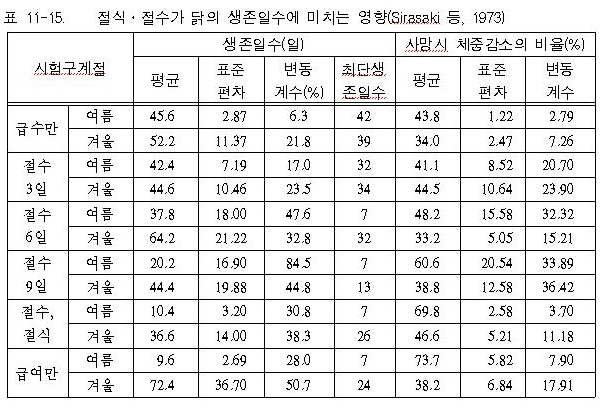 표 11-15. 절식·절수가 닭의 생존일수에 미치는 영향(Sirasaki 등, 1973)
시험구계절 생존일수(일) 사망시 체중감소의 비율(%)
평균 표준편차 변동계수(%) 최단생존일수 평균 표준편차 변동계수
급수만 여름 45.6 2.87 6.3 42 43.8 1.22 2.79
겨울 52.2 11.37 21.8 39 34.0 2.47 7.26
절수 3일 여름 42.4 7.19 17.0 32 41.1 8.52 20.70
겨울 44.6 10.46 23.5 34 44.5 10.64 23.90
절수 6일 여름 37.8 18.00 47.6 7 48.2 15.58 32.32
겨울 64.2 21.22 32.8 32 33.2 5.05 15.21
절수 9일 여름 20.2 16.90 84.5 7 60.6 20.54 33.89
겨울 44.4 19.88 44.8 13 38.8 12.58 36.42
절수, 절식 여름 10.4 3.20 30.8 7 69.8 2.58 3.70
겨울 36.6 14.00 38.3 26 46.6 5.21 11.18
급여만 여름 9.6 2.69 28.0 7 73.7 5.82 7.90
겨울 72.4 36.70 50.7 24 38.2 6.84 17.91